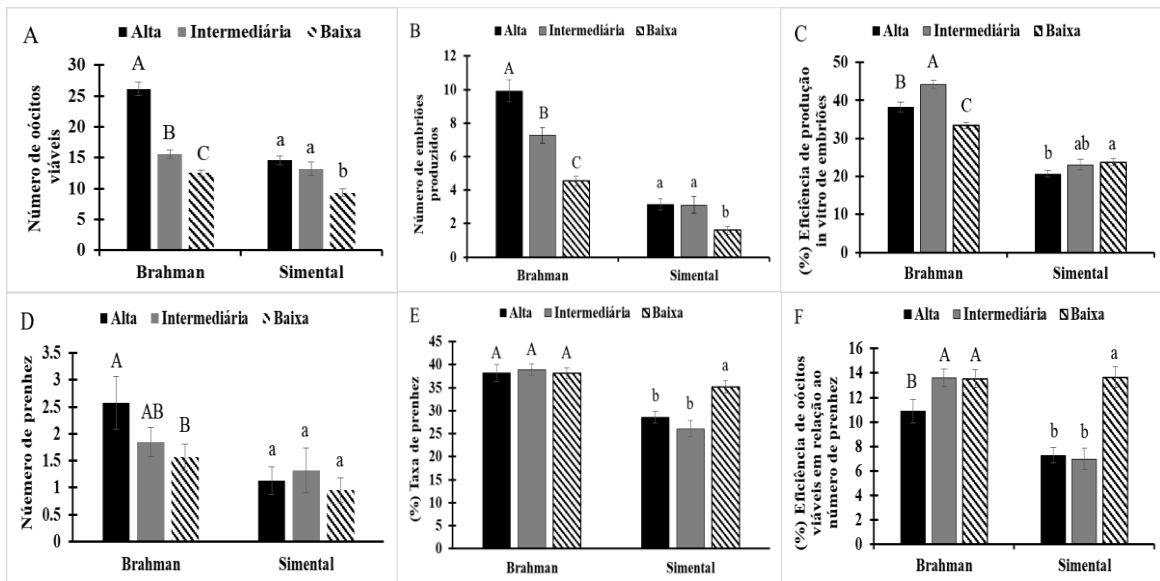 A
Alta Intermediária Baixa
Número de oócitos
viáveis
30
25
20
15
10
5
0
A
B
C
a
a
b
Brahman Simental
B
Alta Intermediária Baixa
Número de embriões
produzidos
12
10
8
6
4
2
0
A
B
C
a
a
b
Brahman Simental
C
Alta Intermediária Baixa
(%) Eficiência de produção
in vitro de embriões
50
40
30
20
10
0
B
A
C
b
ab
a
Brahman Simental
D
Alta Intermediária Baixa
Núemero de prenhez
3.5
3
2.5
2
1.5
1
0.5
0
A
AB
B
a
a
a
Brahman Simental
E
Alta Intermediária Baixa
(%) Taxa de prenhez
45
40
35
30
25
20
15
10
5
0
A
A
A
b
b
a
Brahman Simental
F
Alta Intermediária Baixa
(%) Eficiência de oócitos
viáveis em relação ao
número de prenhez
16
14
12
10
8
6
4
2
0
B
A
A
b
b
a
Brahman Simental